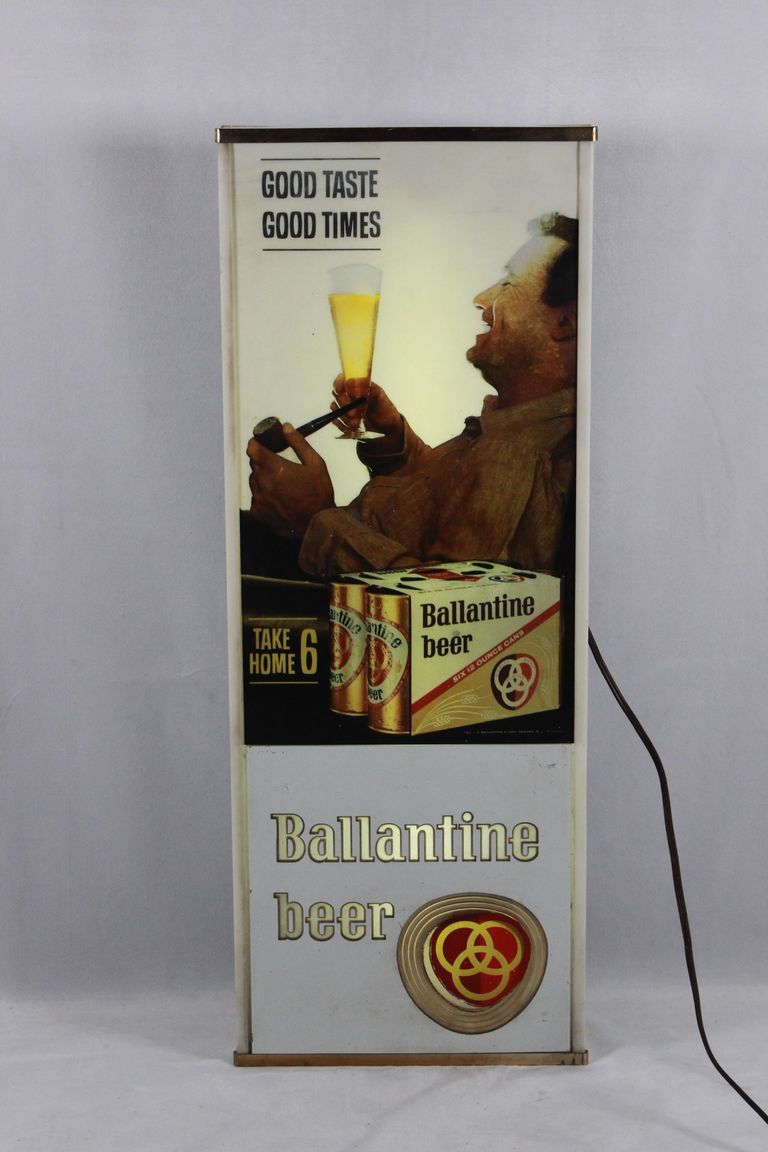 GOOD TASTE
GOOD TIMES
TAKE
HOME 6
Ballantine
beer
SIX 12 OUNCE CANS
Ballantine
beer